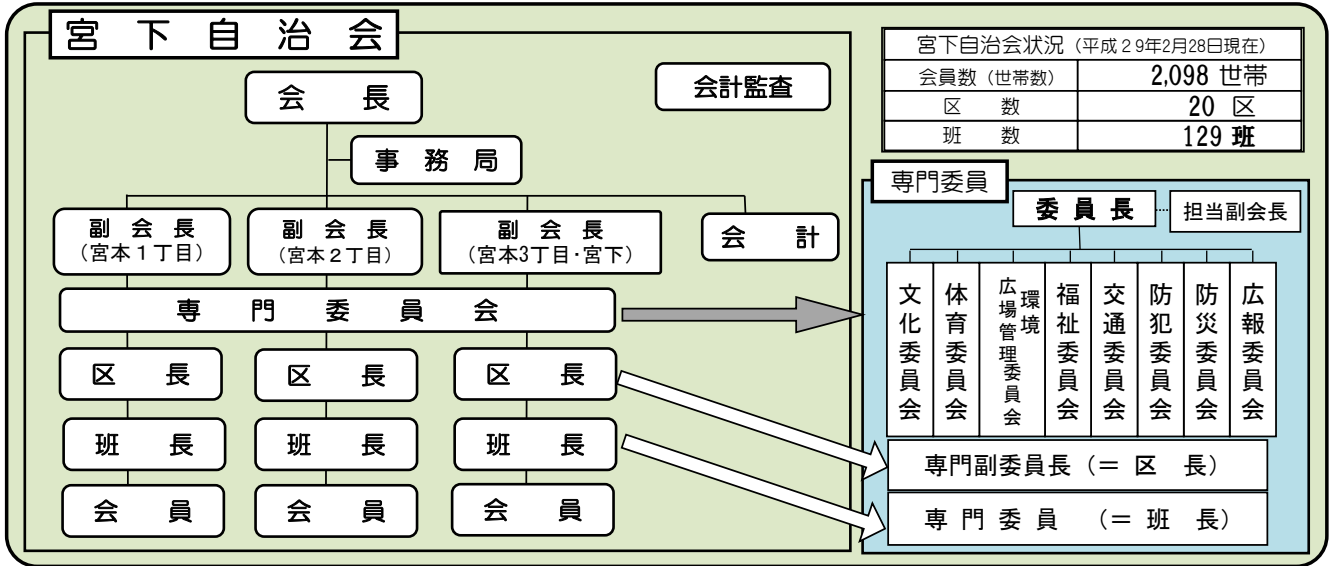 宮下自治会
会長
会計監査
事務局
副会長
(宮本1丁目)
副会長
(宮本2丁目)
副会長
(宮本3丁目・宮下)
会計
専門委員会
区長
区長
区長
班長
班長
班長
会員
会員
会員
宮下自治会状況(平成29年2月28日現在)
会員数(世帯数) 2,098 世帯
区数 20 区
班数 129 班
専門委員
委員長
担当副会長
文化委員会
体育委員会
環境
広場管理委員会
福祉委員会
交通委員会
防犯委員会
防災委員会
広報委員会
専門副委員長(= 区長)
専門委員(= 班長)